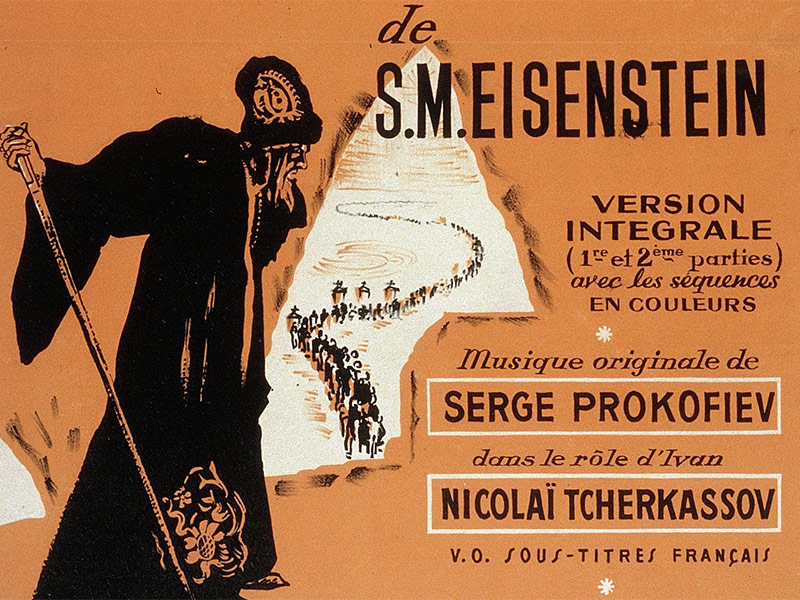 de
S.M.EISENSTEIN
VERSION
INTEGRALE
(1re et 2ème parties)
avec les séquences
EN COULEURS
*
Musique originale de
SERGE PROKOFIEV
dans le rôle d'Ivan
NICOLAÏ TCHERKASSOV
V.O. SOUS-TITRES FRANÇAIS
*